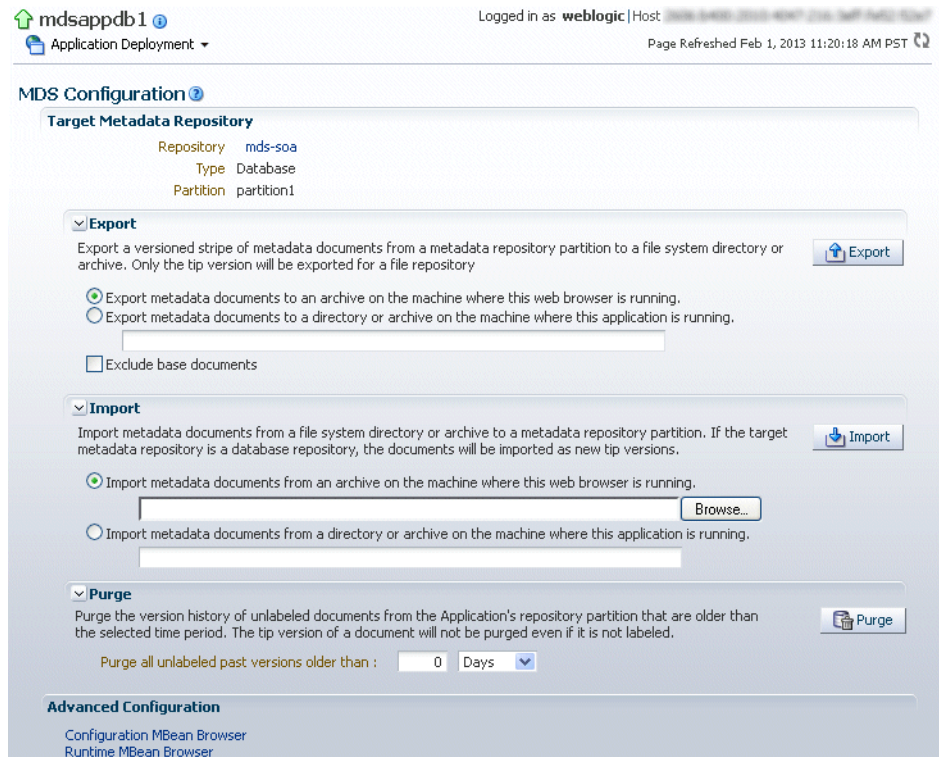 mdsappdb1
Logged in as weblogic | Host
Application Deployment
Page Refreshed Feb 1, 2013 11:20:18 AM PST
MDS Configuration
Target Metadata Repository
Repository mds-soa
Type Database
Partition partition1
Export
Export a versioned stripe of metadata documents from a metadata repository partition to a file system directory or
archive. Only the tip version will be exported for a file repository
Export
Export metadata documents to an archive on the machine where this web browser is running.
Export metadata documents to a directory or archive on the machine where this application is running.
Exclude base documents
Import
Import metadata documents from a file system directory or archive to a metadata repository partition. If the target
metadata repository is a database repository, the documents will be imported as new tip versions.
Import
Import metadata documents from an archive on the machine where this web browser is running.
Browse...
Import metadata documents from a directory or archive on the machine where this application is running.
Purge
Purge the version history of unlabeled documents from the Application's repository partition that are older than
the selected time period. The tip version of a document will not be purged even if it is not labeled.
Purge
Purge all unlabeled past versions older than : 0 Days
Advanced Configuration
Configuration MBean Browser
Runtime MBean Browser